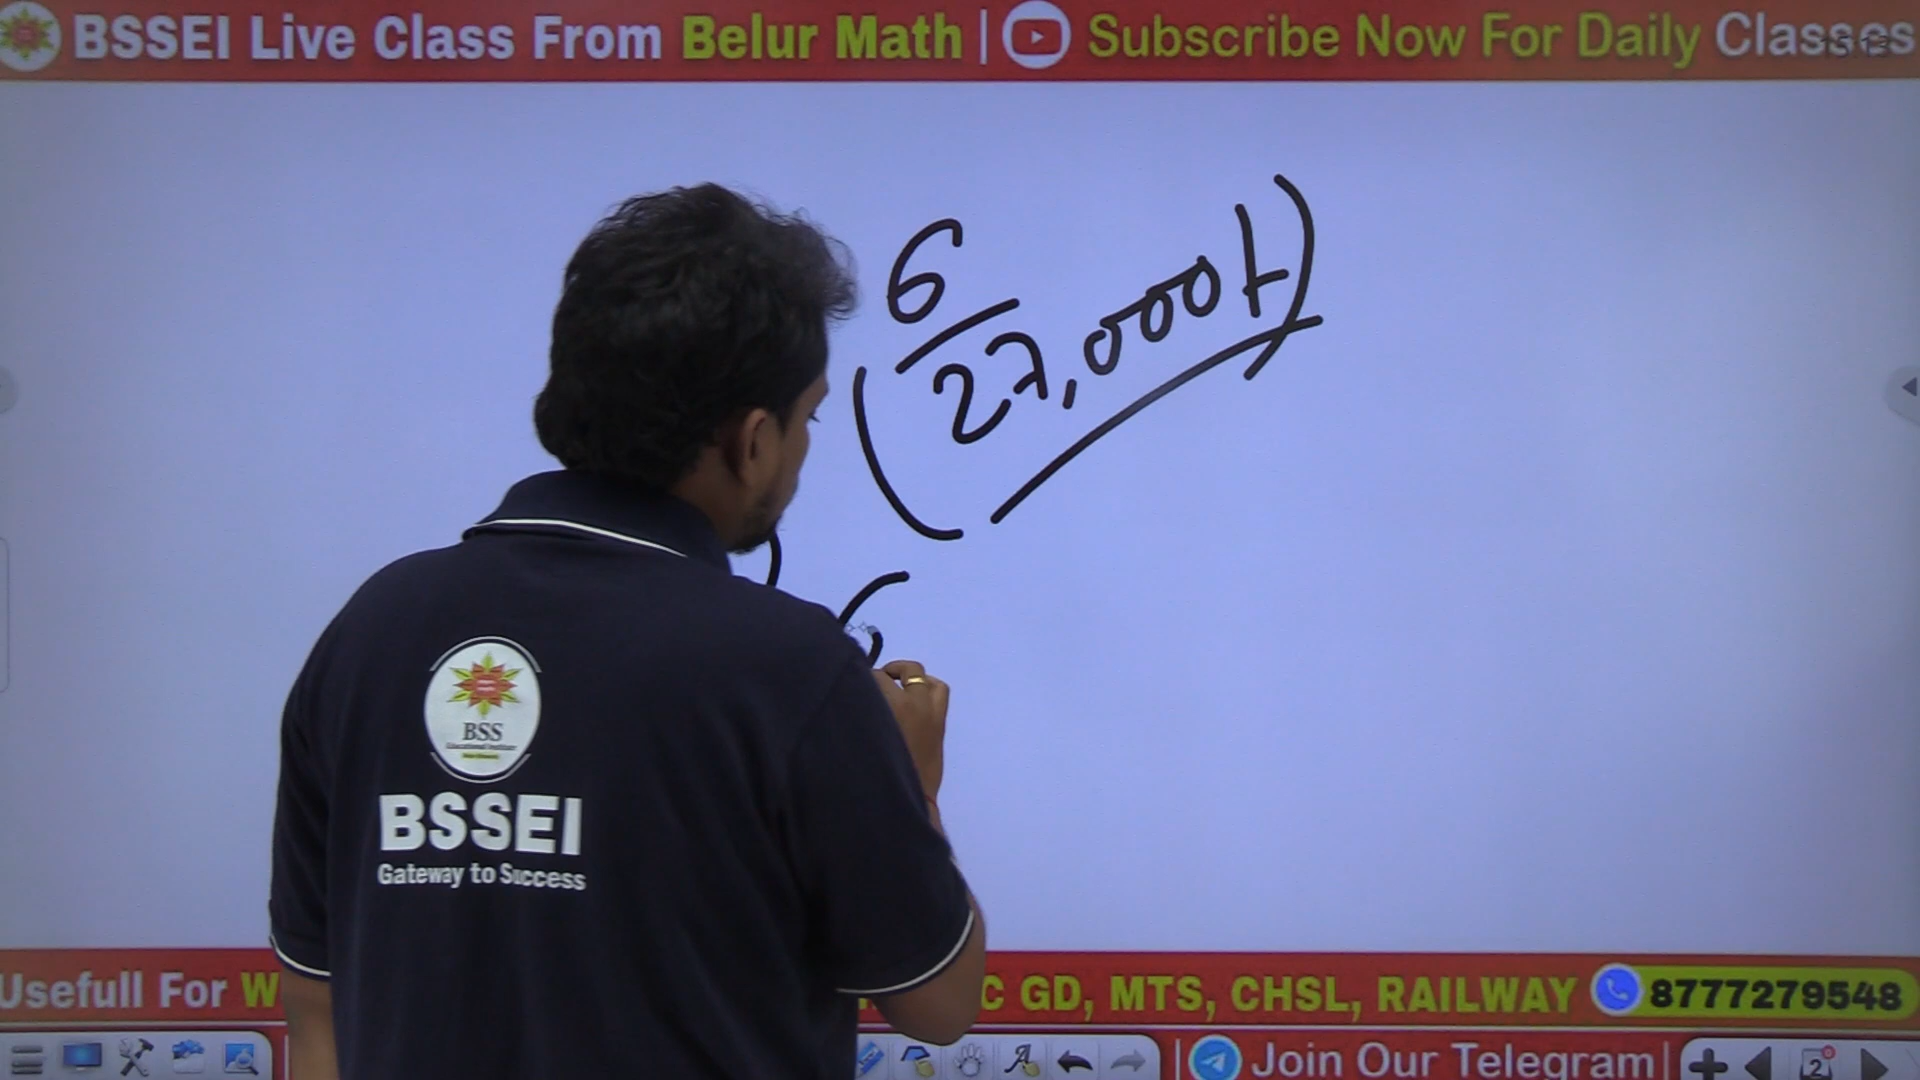 BSSEI Live Class From Belur Math | Subscribe Now For Daily Classes
6
(27,000+)
BSS
BSSEI
Gateway to Success
Usefull For W C GD, MTS, CHSL, RAILWAY 8777279548
Join Our Telegram
2